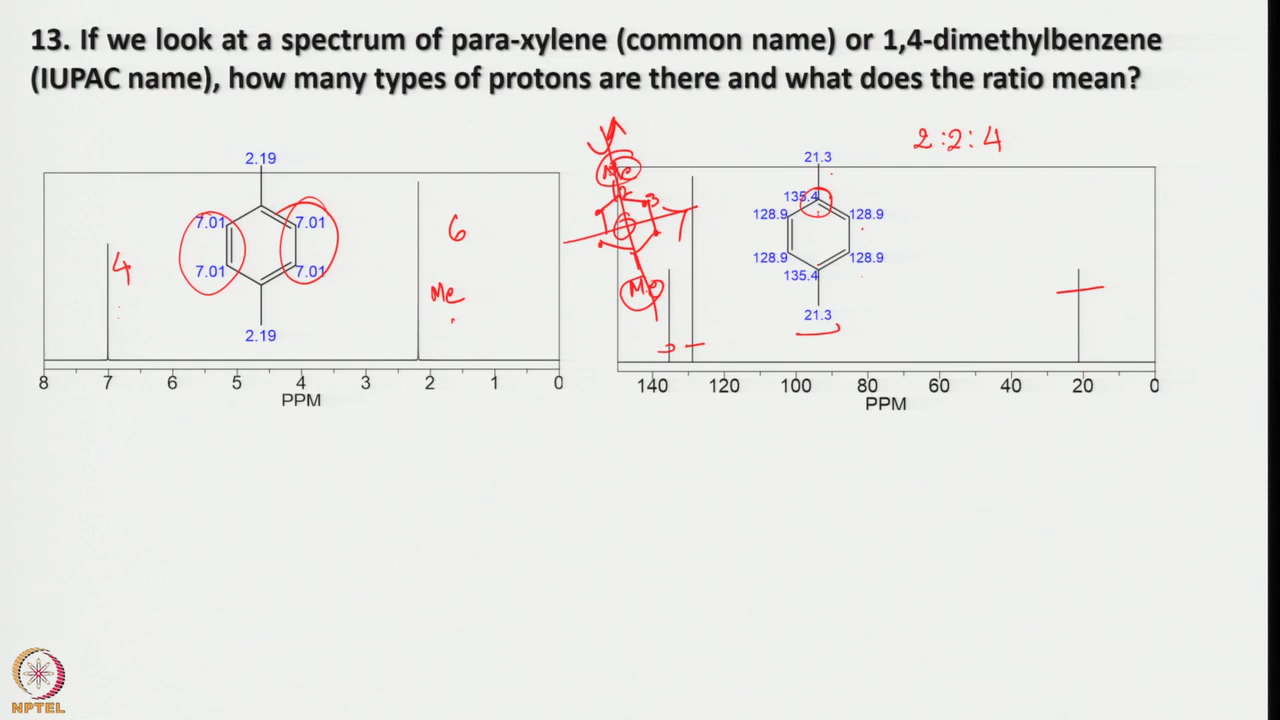 13. If we look at a spectrum of para-xylene (common name) or 1,4-dimethylbenzene
(IUPAC name), how many types of protons are there and what does the ratio mean?
2.19
7.01 7.01
7.01 7.01
2.19
4
6
Me
8 7 6 5 4 3 2 1 0
PPM
Me
2
3
Me
2:2:4
21.3
135.4
128.9 128.9
128.9 128.9
135.4
21.3
140 120 100 80 60 40 20 0
PPM
NPTEL